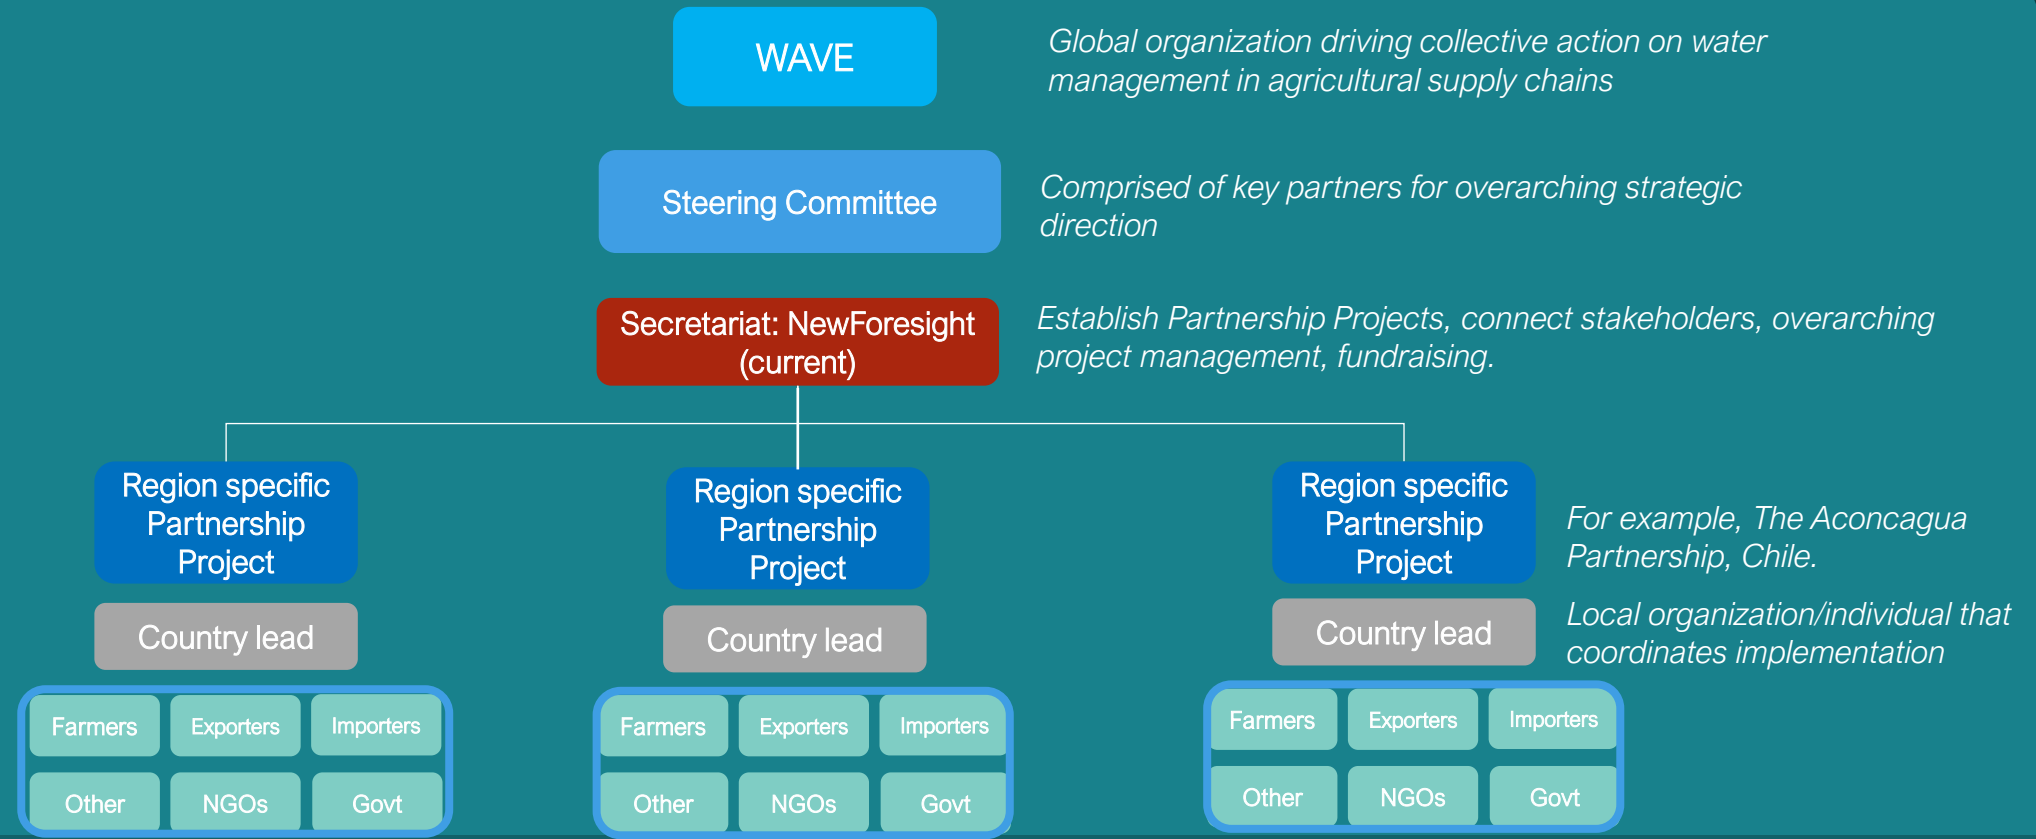 WAVE
Global organization driving collective action on water
management in agricultural supply chains
Steering Committee
Comprised of key partners for overarching strategic
direction
Secretariat: NewForesight
(current)
Establish Partnership Projects, connect stakeholders, overarching
project management, fundraising.
Region specific
Partnership
Project
Region specific
Partnership
Project
Region specific
Partnership
Project
For example, The Aconcagua
Partnership, Chile.
Country lead
Country lead
Country lead
Local organization/individual that
coordinates implementation
Farmers
Exporters
Importers
Other
NGOs
Govt
Farmers
Exporters
Importers
Other
NGOs
Govt
Farmers
Exporters
Importers
Other
NGOs
Govt